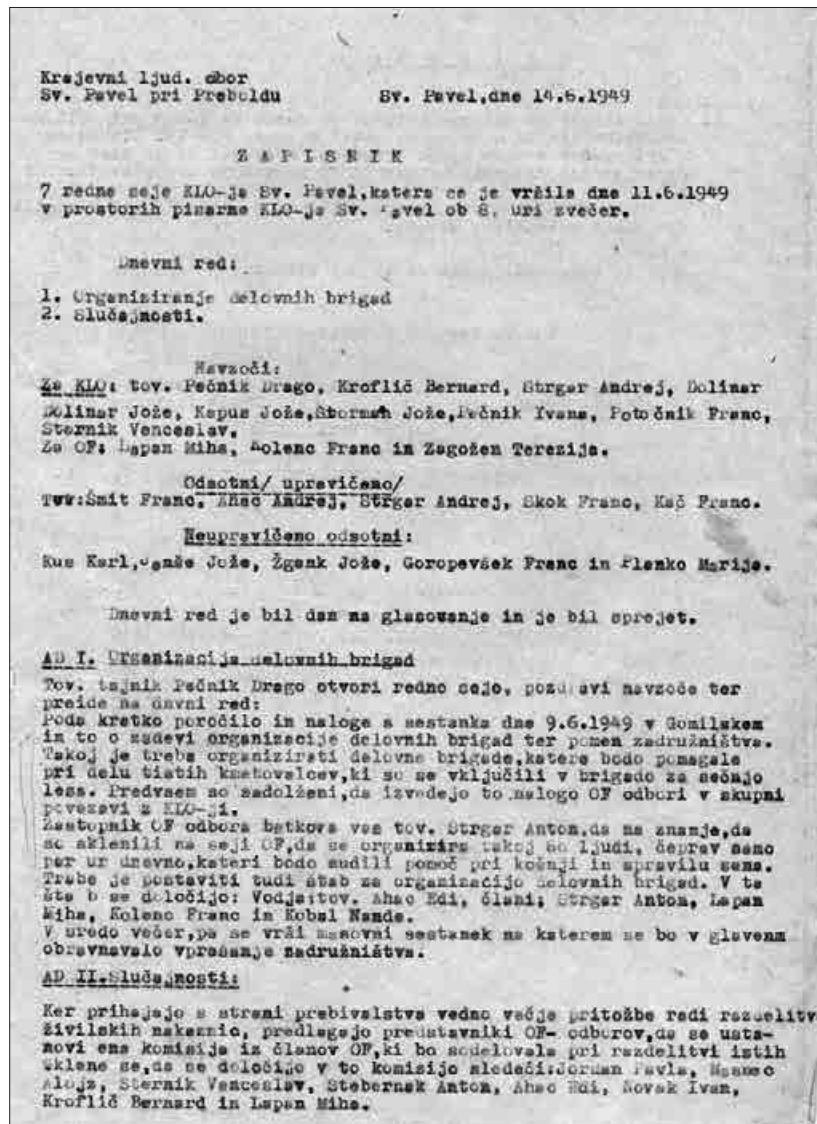 Krajevni ljud. obor
Sv. Pavel pri Preboldu Sv. Pavel,dne 14.6.1949
Z A P I S N I K
7 redne seje KLO-ja Sv. Pavel,katera se je vršila dne 11.6.1949
v prostorih pisarne KLO-ja Sv. Pavel ob 8. uri zvečer.
Dnevni red:
1. Organiziranje delovnih brigad
2. Slučajnosti.
Navzoči:
Za KLO: tov. Pečnik Drago, Kroflič Bernard, Strgar Andrej, Dolinar
Dolinar Jože, Kapus Jože, Jože,Pečnik Ivana, Potočnik Franc,
Sternik Venceslav.
Za OF: Lapan Miha, Kolenc Franc in Zagožen Terezija.
Odsotni/ upravičeno/
Tov:Šmit Franc, Ahac Andrej, Strgar Andrej, Skok Franc, Kač Franc.
Neupravičeno odsotni:
Kus Karl, Jože, Žgank Jože, Goropevšek Franc in Planko Marija.
Dnevni red je bil dan na glasovanje in je bil sprejet.
AD I. Organizacija delovnih brigad
Tov. tajnik Pečnik Drago otvori redno sejo, pozdravi navzoče ter
preide na davni red:
Poda kratko poročilo in naloge s sestanka dne 9.6.1949 v Gomilskem
in to o zadevi organizacije delovnih brigad ter pomen zadružništva.
Takoj je treba organizirati delovne brigade,katere bodo pomagale
pri delu tistih kmetovalcev,ki so se vključili v brigado za sečnjo
lesa. Predvsem so zadolženi,da izvedejo to nalogo OF odbori v skupni
povezavi z KLO-ji.
Zastopnik OF odbora Latkova vas tov. Strgar Anton,da na znanje,da
so sklenili na seji OF,da se organizira takoj ljudi, čeprav samo
par ur dnevno,kateri bodo nudili pomoč pri košnji in spravilu sena.
Treba je postaviti tudi štab za organizacijo delovnih brigad. V ta
šta b se določijo: Vodja:tov. Ahac Edi, člani: Strgar Anton, Lapan
Miha, Kolenc Franc in Kobal Nande.
V sredo večer,pa se vrši masovni sestanek na katerem se bo v glavenm
obravnavalo vprašanje zadružništva.
AD II.Slučajnosti:
Ker prihajajo s strani prebivalstva vedno večje pritožbe radi razdelitv
živilskih nakaznic, predlagajo predstavniki OF- odborov,da se usta-
novi ena komisija iz članov OF,ki bo sodelovala pri razdelitvi istih
Sklene se,da se določijo v to komisijo sledeči:Jordan Pavla,
Alojz, Sternik Venceslav, Stebernak Anton, Ahac Edi, Novak Ivan,
Kroflič Bernard in Lapan Miha.